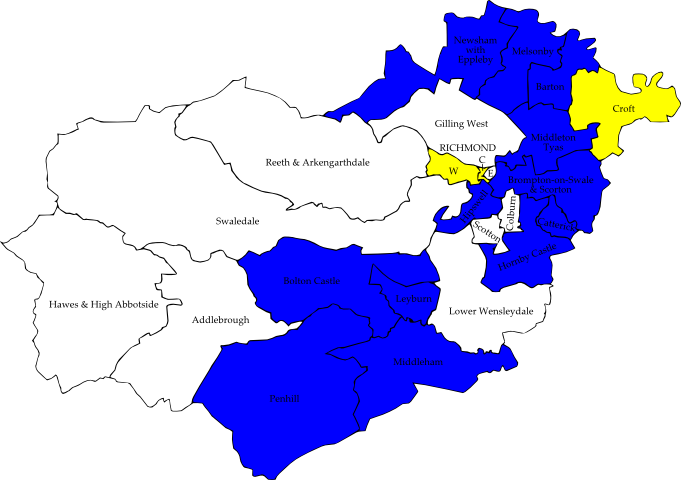 Newsham
with
Eppleby
Melsonby
Barton
Croft
Gilling West
Middleton
Tyas
RICHMOND
C
W
E
Reeth & Arkengarthdale
Brompton-on-Swale
& Scorton
Colburn
Swaledale
Scotton
Hornby Castle
Bolton Castle
Leyburn
Hawes & High Abbotside
Addlebrough
Lower Wensleydale
Middleham
Penhill